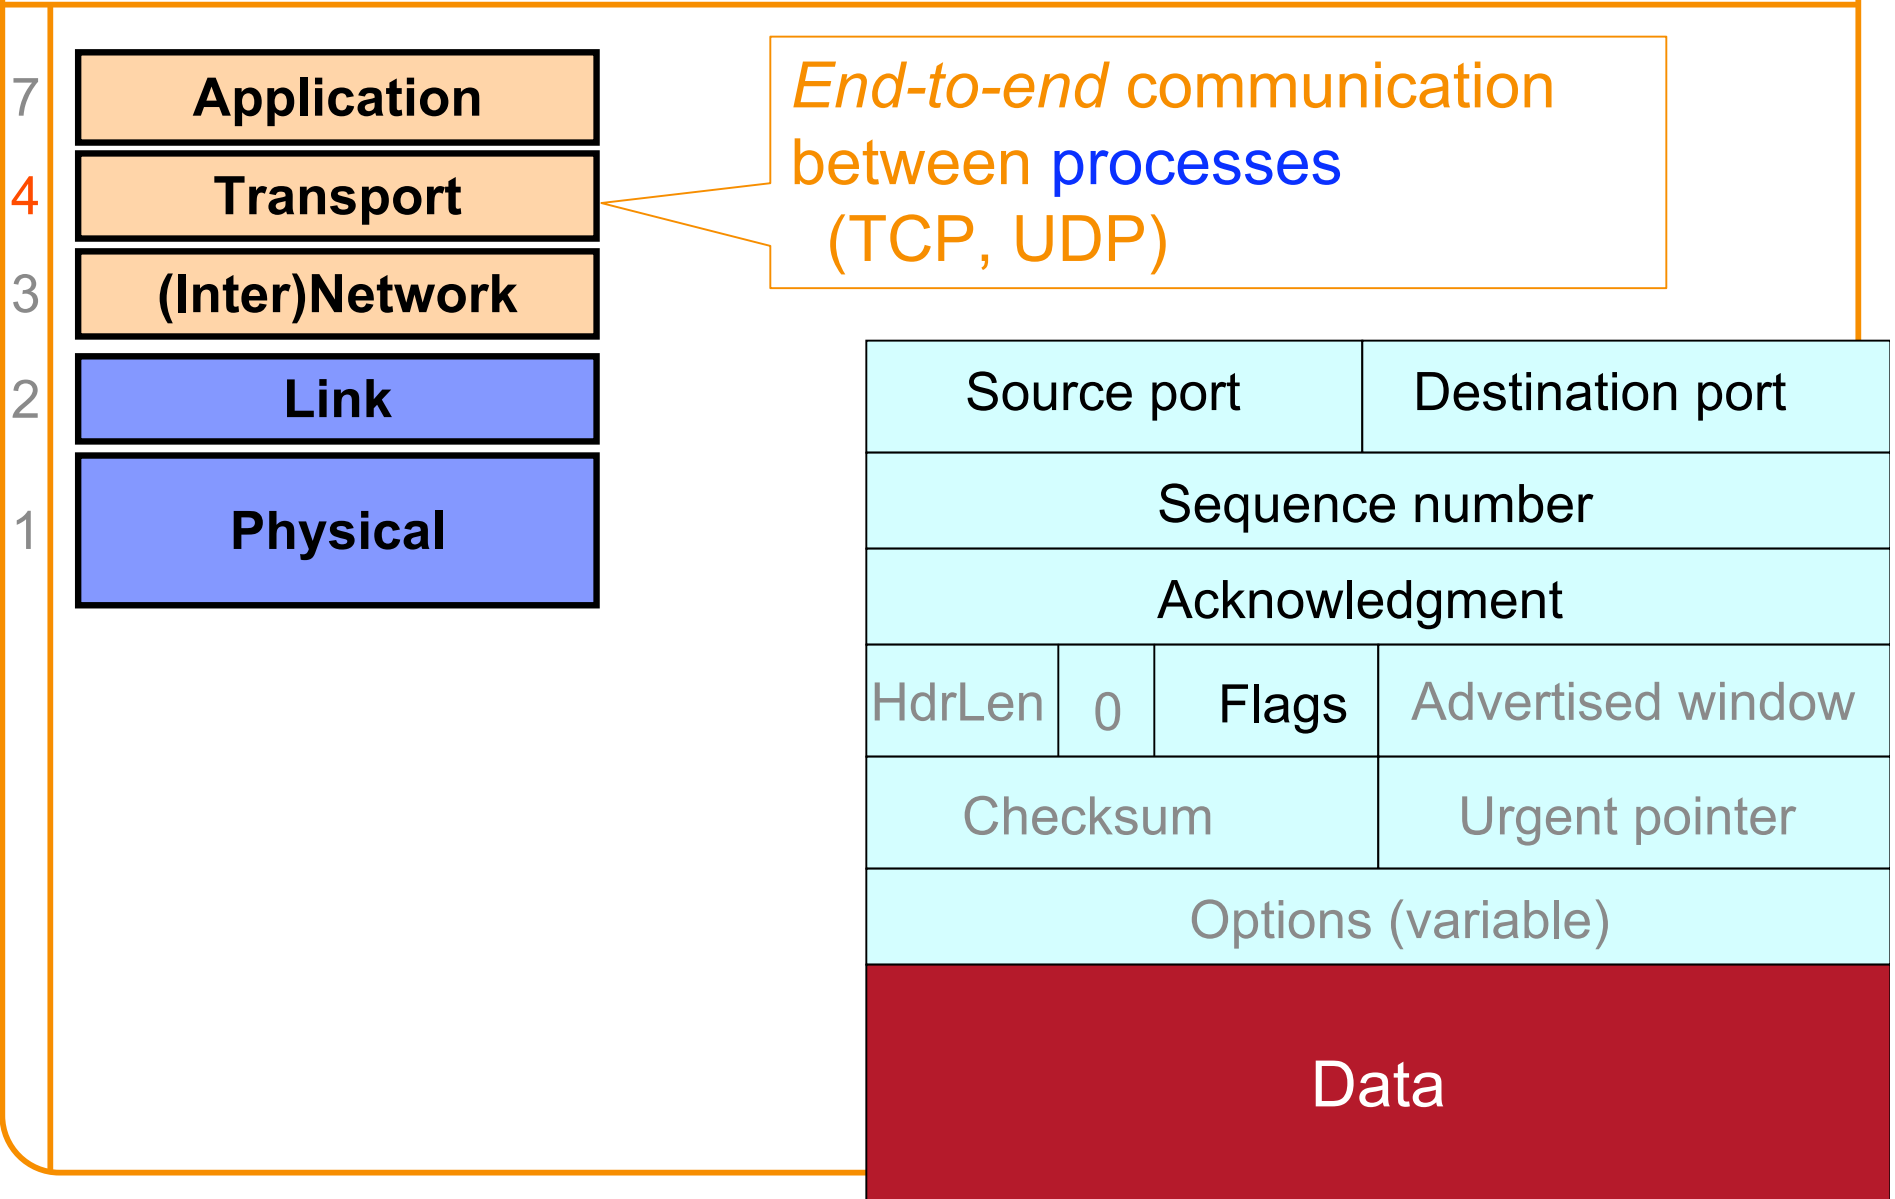 7 Application
4 Transport
3 (Inter)Network
2 Link
1 Physical
End-to-end communication
between processes
(TCP, UDP)
Source port Destination port
Sequence number
Acknowledgment
HdrLen 0 Flags Advertised window
Checksum Urgent pointer
Options (variable)
Data